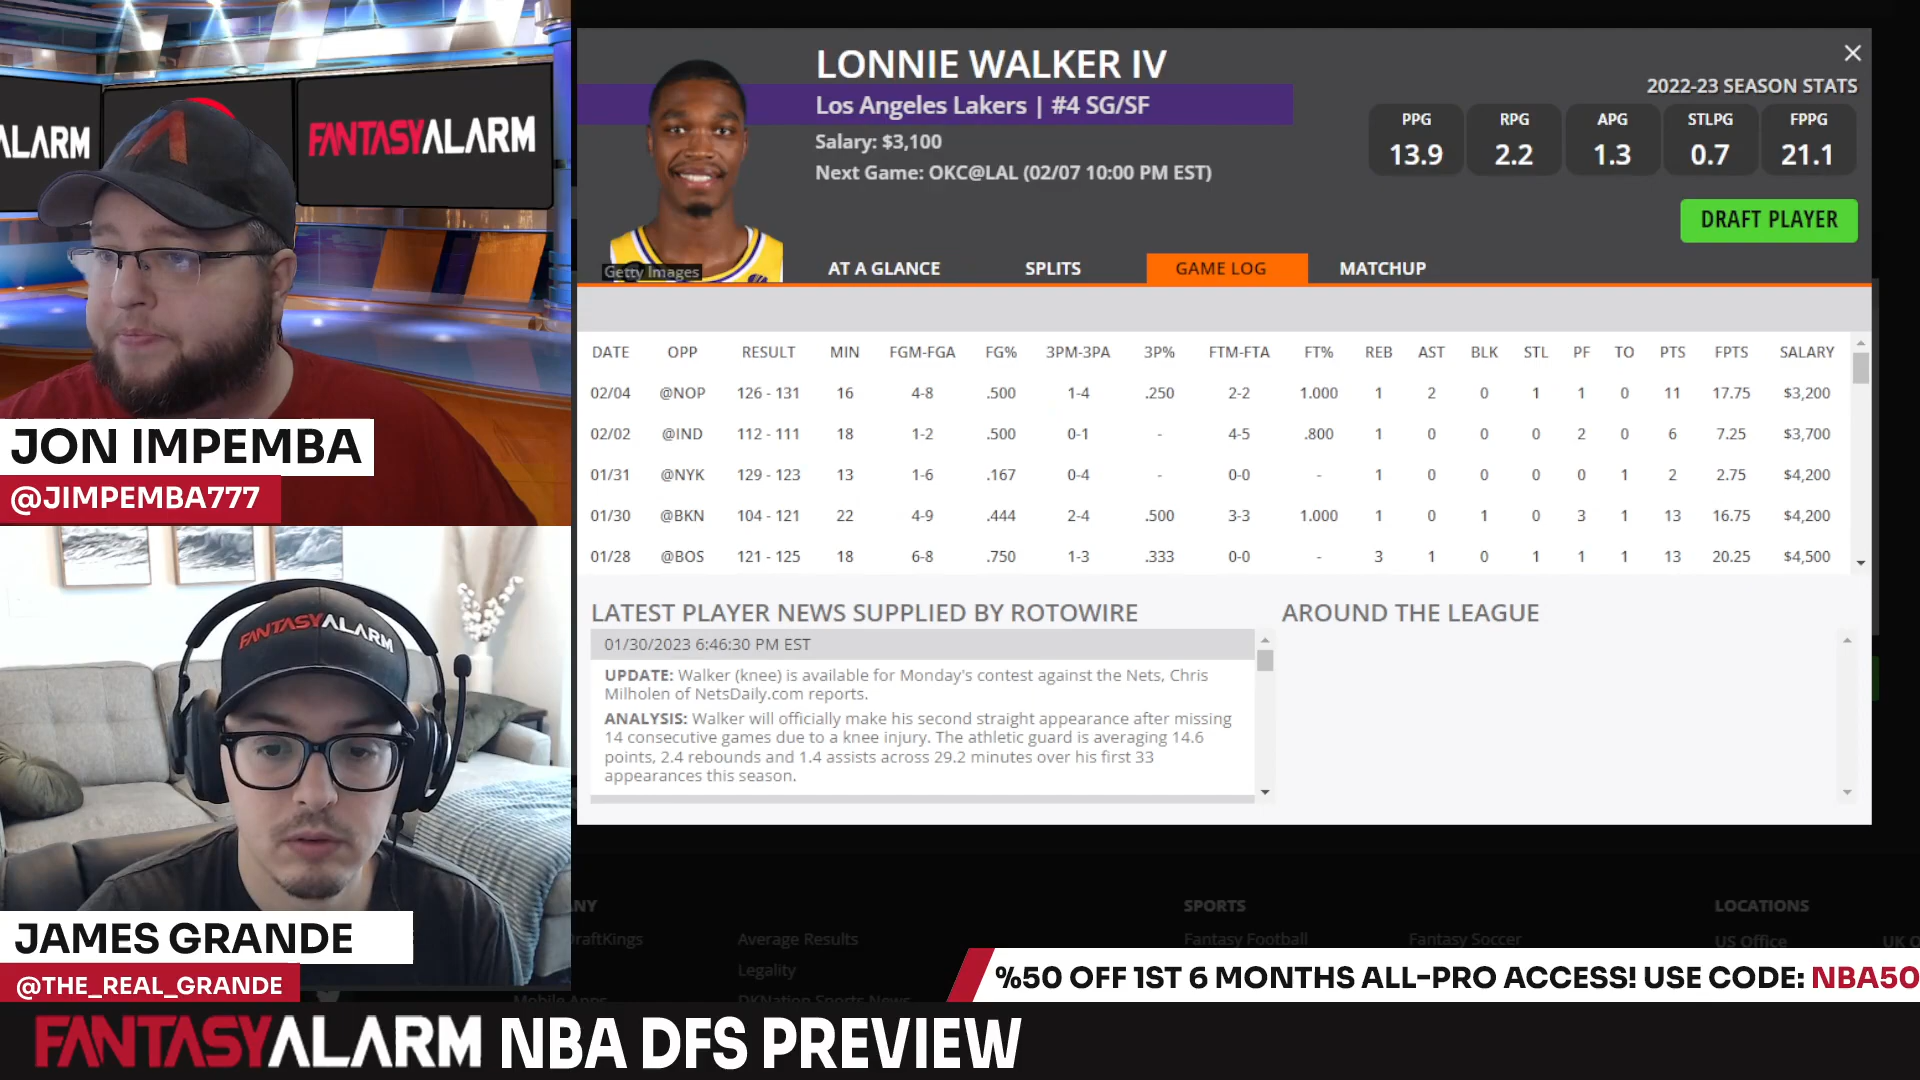 ALARM
FANTASYALARM
JON IMPEMBA
@JIMPEMBA777
FANTASYALARM
JAMES GRANDE
@THE_REAL_GRANDE
LONNIE WALKER IV
Los Angeles Lakers | #4 SG/SF
Salary: $3,100
Next Game: OKC@LAL (02/07 10:00 PM EST)
Getty Images
2022-23 SEASON STATS
PPG RPG APG STLPG FPPG
13.9 2.2 1.3 0.7 21.1
DRAFT PLAYER
AT A GLANCE SPLITS GAME LOG MATCHUP
DATE OPP RESULT MIN FGM-FGA FG% 3PM-3PA 3P% FTM-FTA FT% REB AST BLK STL PF TO PTS FPTS SALARY
02/04 @NOP 126 - 131 16 4-8 .500 1-4 .250 2-2 1.000 1 2 0 1 1 0 11 17.75 $3,200
02/02 @IND 112 - 111 18 1-2 .500 0-1 - 4-5 .800 1 0 0 0 2 0 6 7.25 $3,700
01/31 @NYK 129 - 123 13 1-6 .167 0-4 - 0-0 - 1 0 0 0 0 1 2 2.75 $4,200
01/30 @BKN 104 - 121 22 4-9 .444 2-4 .500 3-3 1.000 1 0 1 0 3 1 13 16.75 $4,200
01/28 @BOS 121 - 125 18 6-8 .750 1-3 .333 0-0 - 3 1 0 1 1 1 13 20.25 $4,500
LATEST PLAYER NEWS SUPPLIED BY ROTOWIRE
01/30/2023 6:46:30 PM EST
UPDATE: Walker (knee) is available for Monday's contest against the Nets, Chris
Milholen of NetsDaily.com reports.
ANALYSIS: Walker will officially make his second straight appearance after missing
14 consecutive games due to a knee injury. The athletic guard is averaging 14.6
points, 2.4 rebounds and 1.4 assists across 29.2 minutes over his first 33
appearances this season.
AROUND THE LEAGUE
NY SPORTS LOCATIONS
DraftKings Average Results Fantasy Football Fantasy Soccer US Office UK O
Legality
Mobile Apps DKNation Sports News
%50 OFF 1ST 6 MONTHS ALL-PRO ACCESS! USE CODE: NBA50
FANTASYALARM NBA DFS PREVIEW